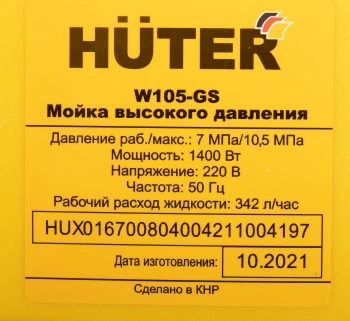 HÜTER
W105-GS
Мойка высокого давления
Давление раб./макс.: 7 МПа/10,5 МПа
Мощность: 1400 Вт
Напряжение: 220 В
Частота: 50 Гц
Рабочий расход жидкости: 342 л/час
HUX016700804004211004197
Дата изготовления: 10.2021
Сделано в КНР